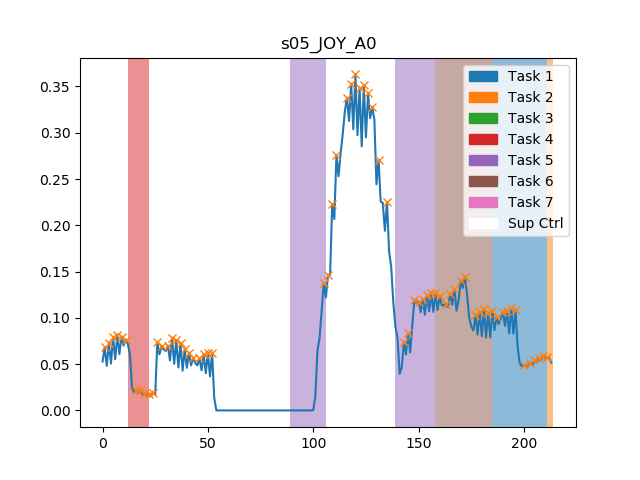 s05_JOY_A0
0.35
0.30
0.25
0.20
0.15
0.10
0.05
0.00
0 50 100 150 200
Task 1
Task 2
Task 3
Task 4
Task 5
Task 6
Task 7
Sup Ctrl